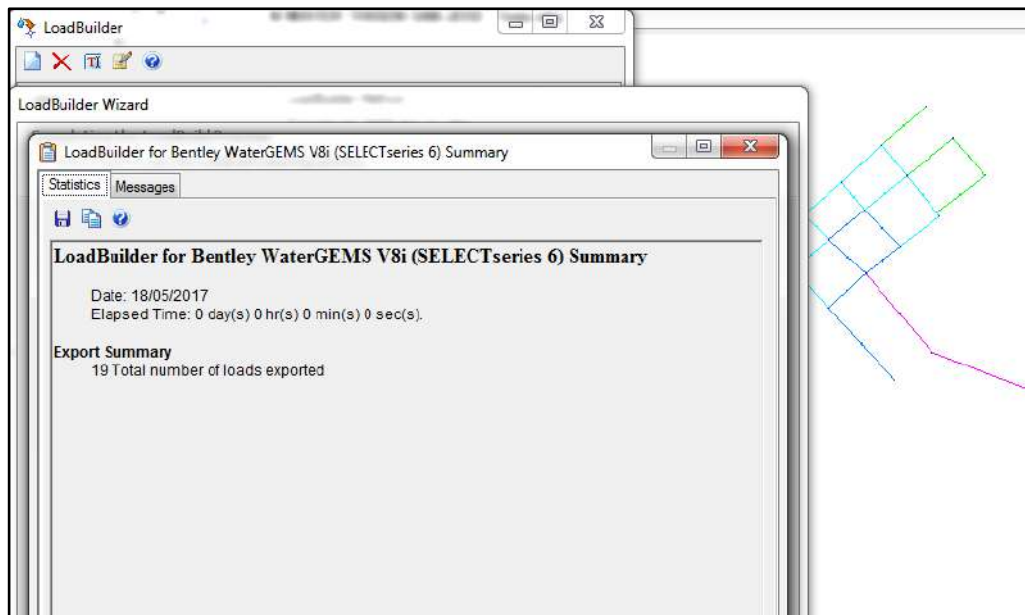 LoadBuilder
LoadBuilder Wizard
LoadBuilder for Bentley WaterGEMS V8i (SELECTseries 6) Summary
Statistics Messages
LoadBuilder for Bentley WaterGEMS V8i (SELECTseries 6) Summary
Date: 18/05/2017
Elapsed Time: 0 day(s) 0 hr(s) 0 min(s) 0 sec(s).
Export Summary
19 Total number of loads exported